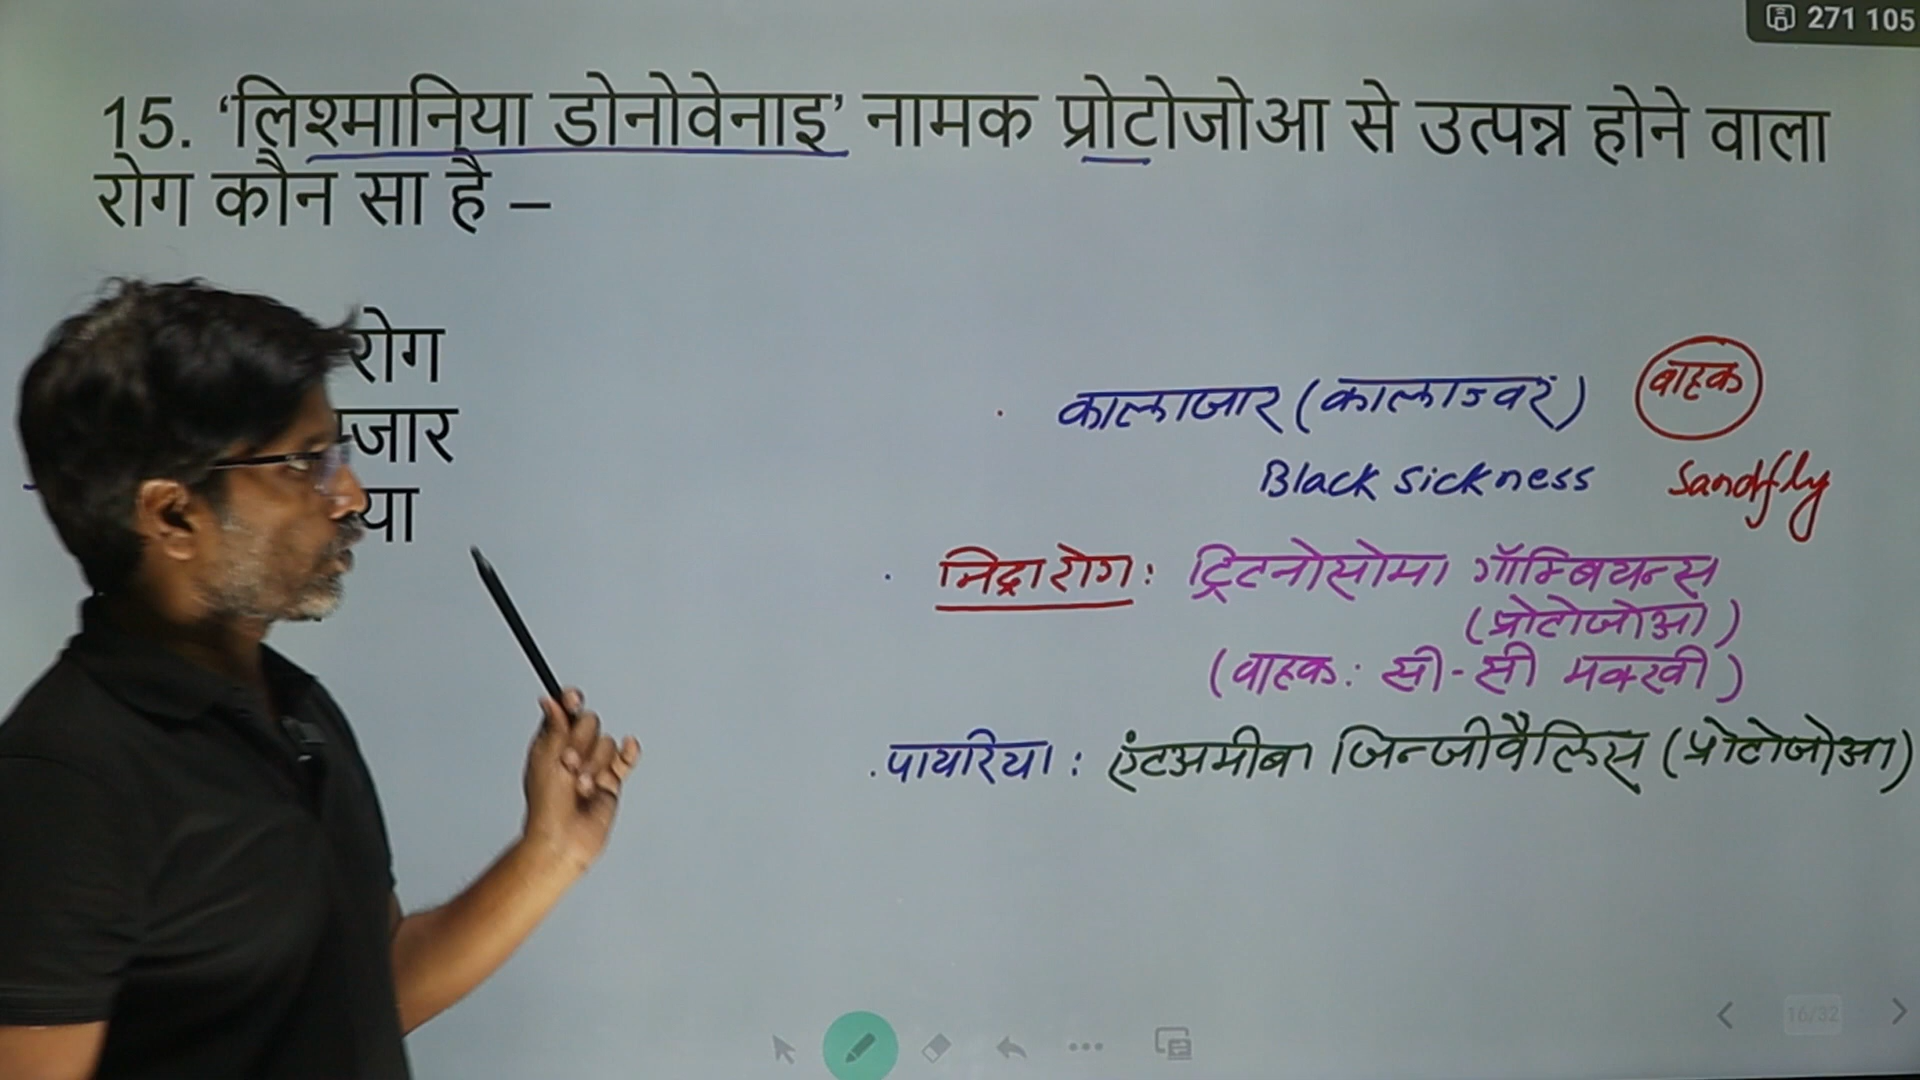 271 105
15. ‘लिश्मानिया डोनोवेनाइ’ नामक प्रोटोजोआ से उत्पन्न होने वाला
रोग कौन सा है –
रोग
जार
या
कालाजार (कालाज्वर)
वाहक
Black sickness
Sandfly
निद्रा रोग : ट्रिटनोसोमा गॉम्बियन्स
(प्रोटोजोआ)
(वाहक : सी-सी मक्खी)
पायरिया : एंटअमीबा जिन्जीवैलिस (प्रोटोजोआ)
16/32